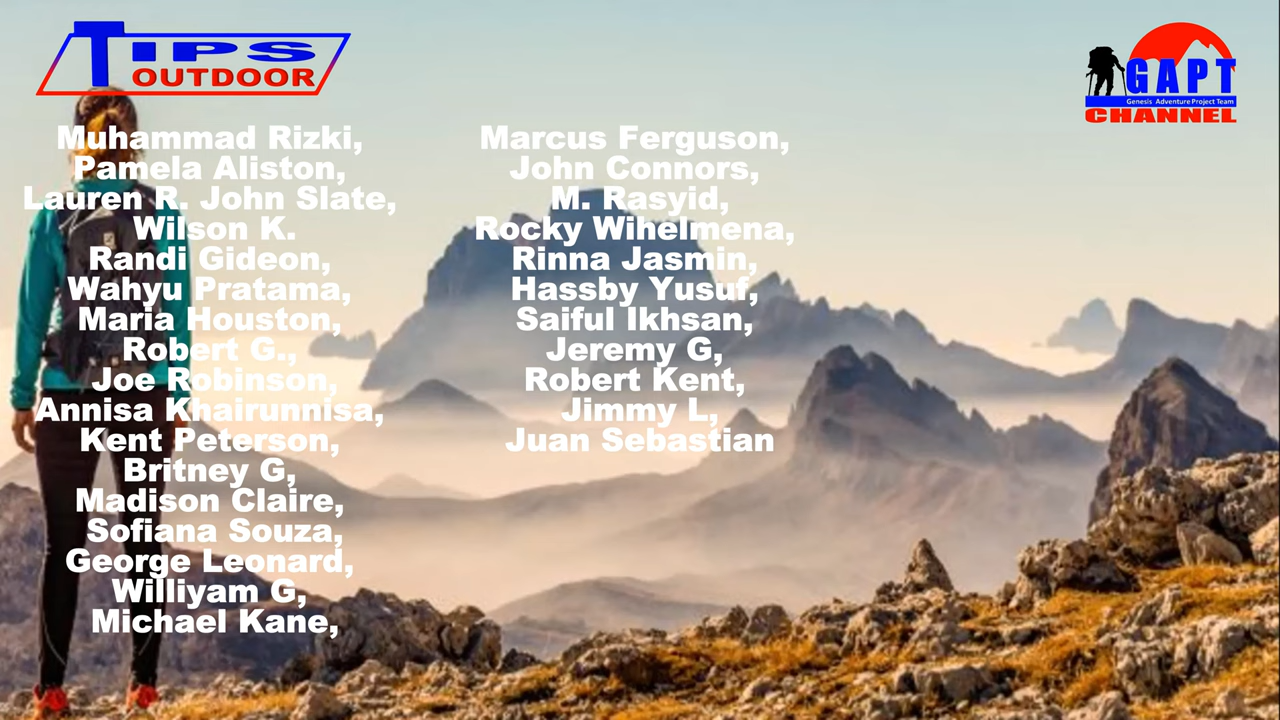 TIPS
OUTDOOR
GAPT
Genesis Adventure Project Team
CHANNEL
Muhammad Rizki,
Pamela Aliston,
Lauren R. John Slate,
Wilson K.
Randi Gideon,
Wahyu Pratama,
Maria Houston,
Robert G.,
Joe Robinson,
Annisa Khairunnisa,
Kent Peterson,
Britney G,
Madison Claire,
Sofiana Souza,
George Leonard,
Williyam G,
Michael Kane,
Marcus Ferguson,
John Connors,
M. Rasyid,
Rocky Wihelmena,
Rinna Jasmin,
Hassby Yusuf,
Saiful Ikhsan,
Jeremy G,
Robert Kent,
Jimmy L,
Juan Sebastian